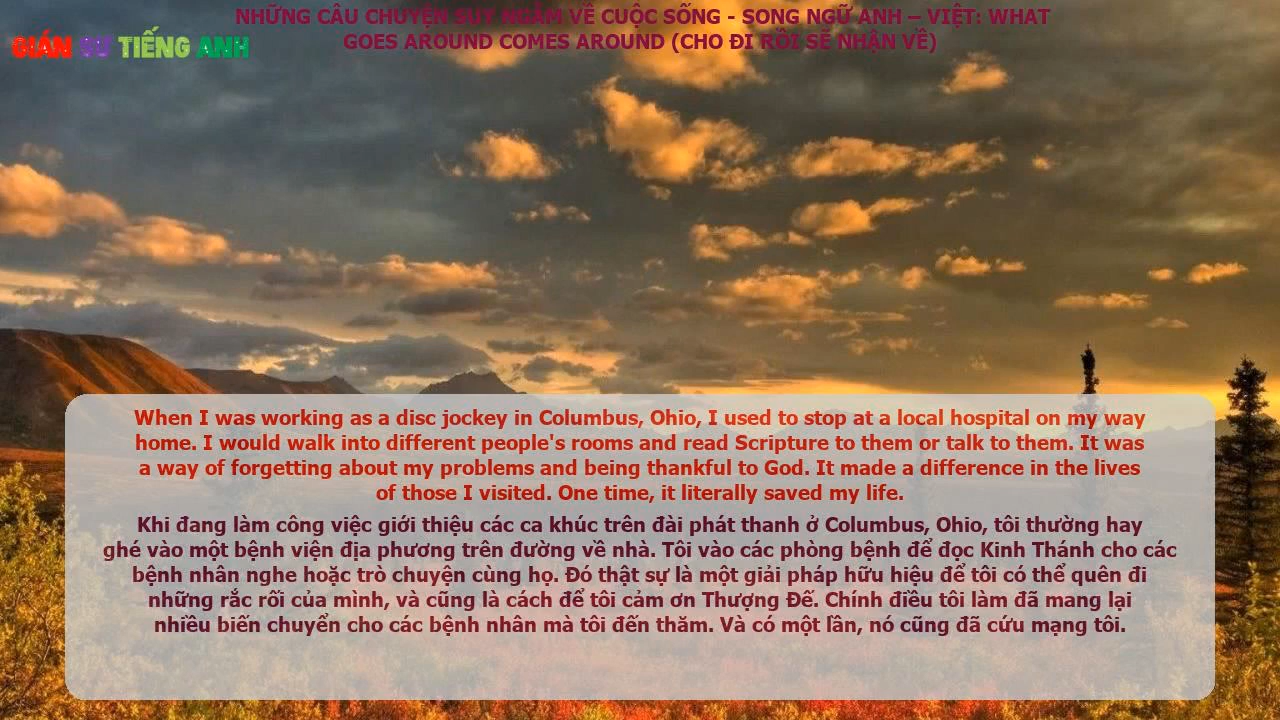 NHỮNG CÂU CHUYỆN SUY NGẪM VỀ CUỘC SỐNG - SONG NGỮ ANH – VIỆT: WHAT
GOES AROUND COMES AROUND (CHO ĐI RỒI SẼ NHẬN VỀ)
GIÁN SƯ TIẾNG ANH
When I was working as a disc jockey in Columbus, Ohio, I used to stop at a local hospital on my way
home. I would walk into different people's rooms and read Scripture to them or talk to them. It was
a way of forgetting about my problems and being thankful to God. It made a difference in the lives
of those I visited. One time, it literally saved my life.
Khi đang làm công việc giới thiệu các ca khúc trên đài phát thanh ở Columbus, Ohio, tôi thường hay
ghé vào một bệnh viện địa phương trên đường về nhà. Tôi vào các phòng bệnh để đọc Kinh Thánh cho các
bệnh nhân nghe hoặc trò chuyện cùng họ. Đó thật sự là một giải pháp hữu hiệu để tôi có thể quên đi
những rắc rối của mình, và cũng là cách để tôi cảm ơn Thượng Đế. Chính điều tôi làm đã mang lại
nhiều biến chuyển cho các bệnh nhân mà tôi đến thăm. Và có một lần, nó cũng đã cứu mạng tôi.